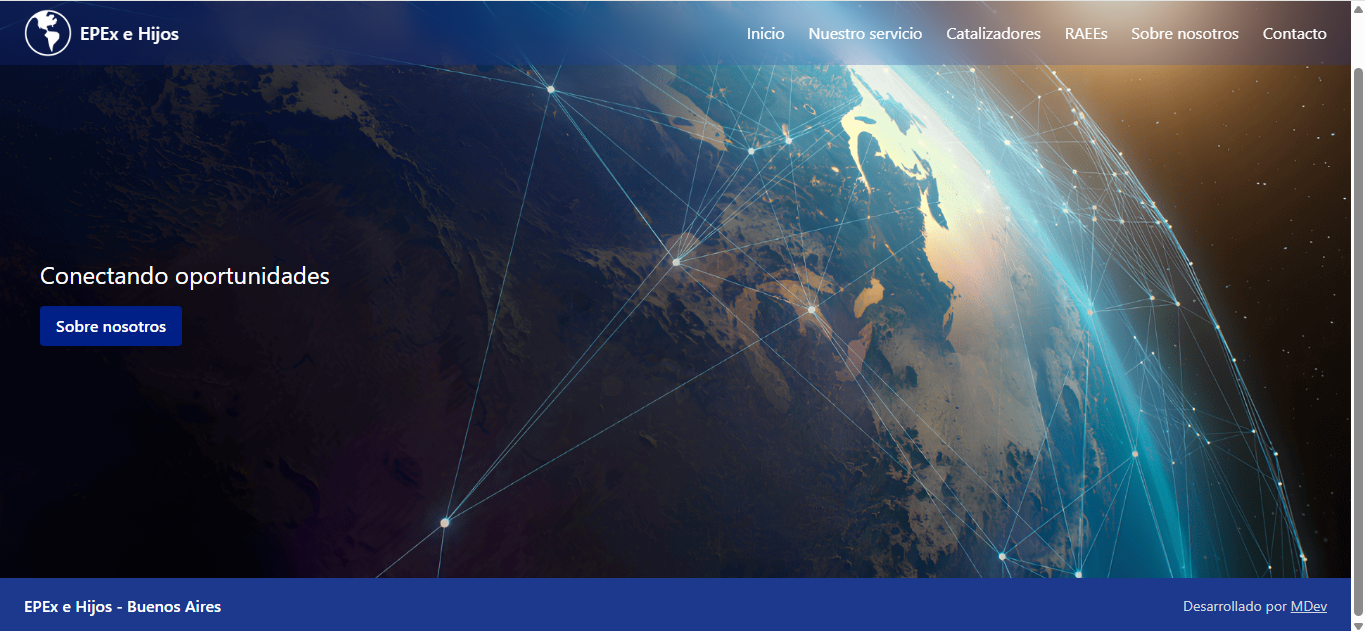 EPEx e Hijos
Inicio Nuestro servicio Catalizadores RAEEs Sobre nosotros Contacto
Conectando oportunidades
Sobre nosotros
EPEx e Hijos - Buenos Aires
Desarrollado por MDev